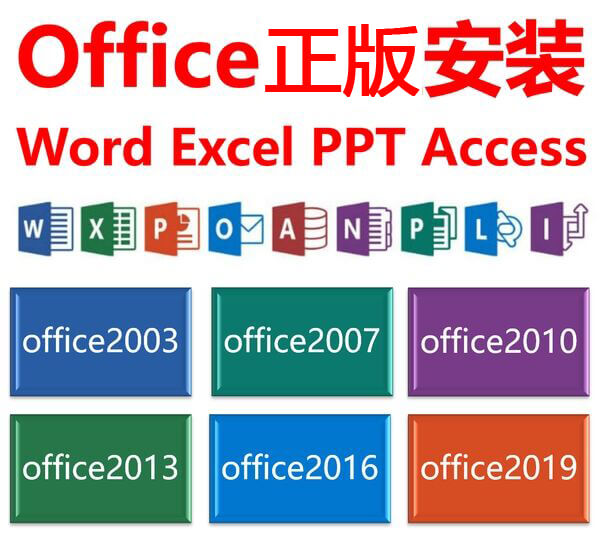 Office正版安装
Word Excel PPT Access
W X P O A N P L I
office2003 office2007 office2010
office2013 office2016 office2019